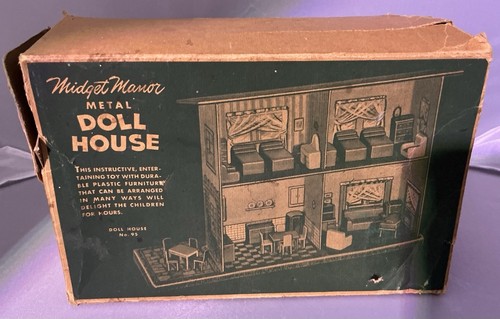 Midget Manor
METAL
DOLL
HOUSE
THIS INSTRUCTIVE, ENTER-
TAINING TOY WITH DURA-
BLE PLASTIC FURNITURE
THAT CAN BE ARRANGED
IN MANY WAYS WILL
DELIGHT THE CHILDREN
FOR HOURS.
DOLL HOUSE
No. 95